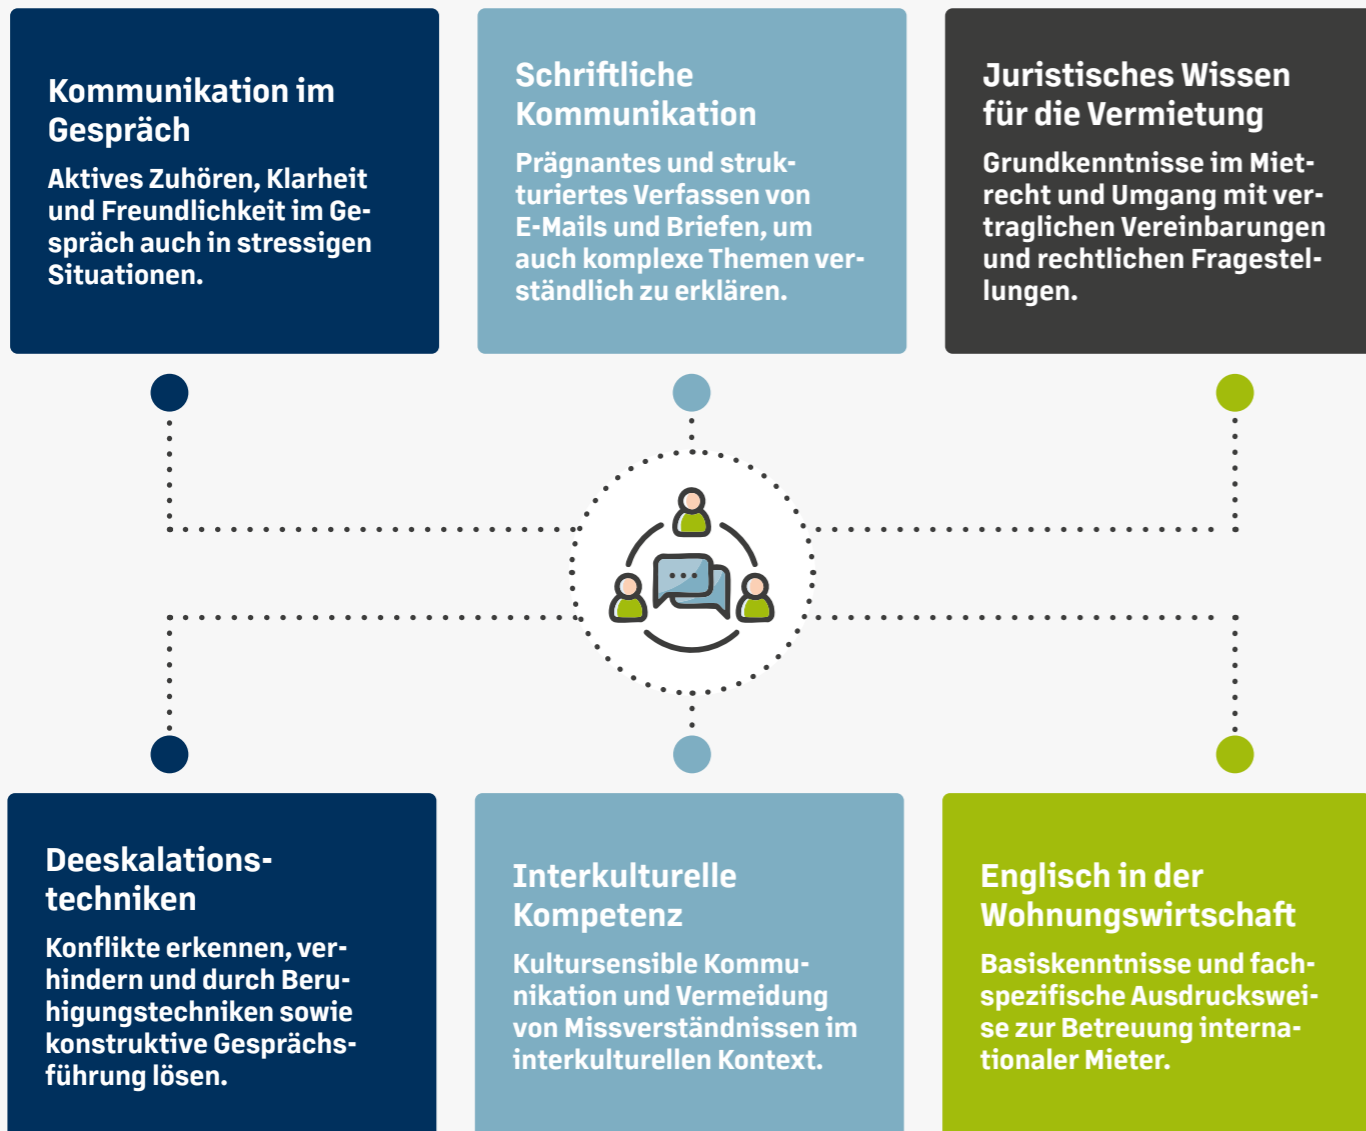 Kommunikation im
Gespräch
Aktives Zuhören, Klarheit
und Freundlichkeit im Ge-
spräch auch in stressigen
Situationen.
Schriftliche
Kommunikation
Prägnantes und struk-
turiertes Verfassen von
E-Mails und Briefen, um
auch komplexe Themen ver-
ständlich zu erklären.
Juristisches Wissen
für die Vermietung
Grundkenntnisse im Miet-
recht und Umgang mit ver-
traglichen Vereinbarungen
und rechtlichen Fragestel-
lungen.
Deeskalations-
techniken
Konflikte erkennen, ver-
hindern und durch Beru-
higungstechniken sowie
konstruktive Gesprächs-
führung lösen.
Interkulturelle
Kompetenz
Kultursensible Kommu-
nikation und Vermeidung
von Missverständnissen im
interkulturellen Kontext.
Englisch in der
Wohnungswirtschaft
Basiskenntnisse und fach-
spezifische Ausdruckswei-
se zur Betreuung interna-
tionaler Mieter.